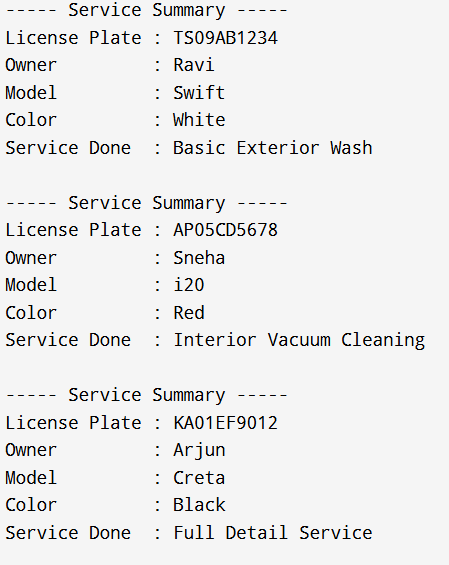 ----- Service Summary -----
License Plate : TS09AB1234
Owner         : Ravi
Model         : Swift
Color         : White
Service Done  : Basic Exterior Wash

----- Service Summary -----
License Plate : AP05CD5678
Owner         : Sneha
Model         : i20
Color         : Red
Service Done  : Interior Vacuum Cleaning

----- Service Summary -----
License Plate : KA01EF9012
Owner         : Arjun
Model         : Creta
Color         : Black
Service Done  : Full Detail Service